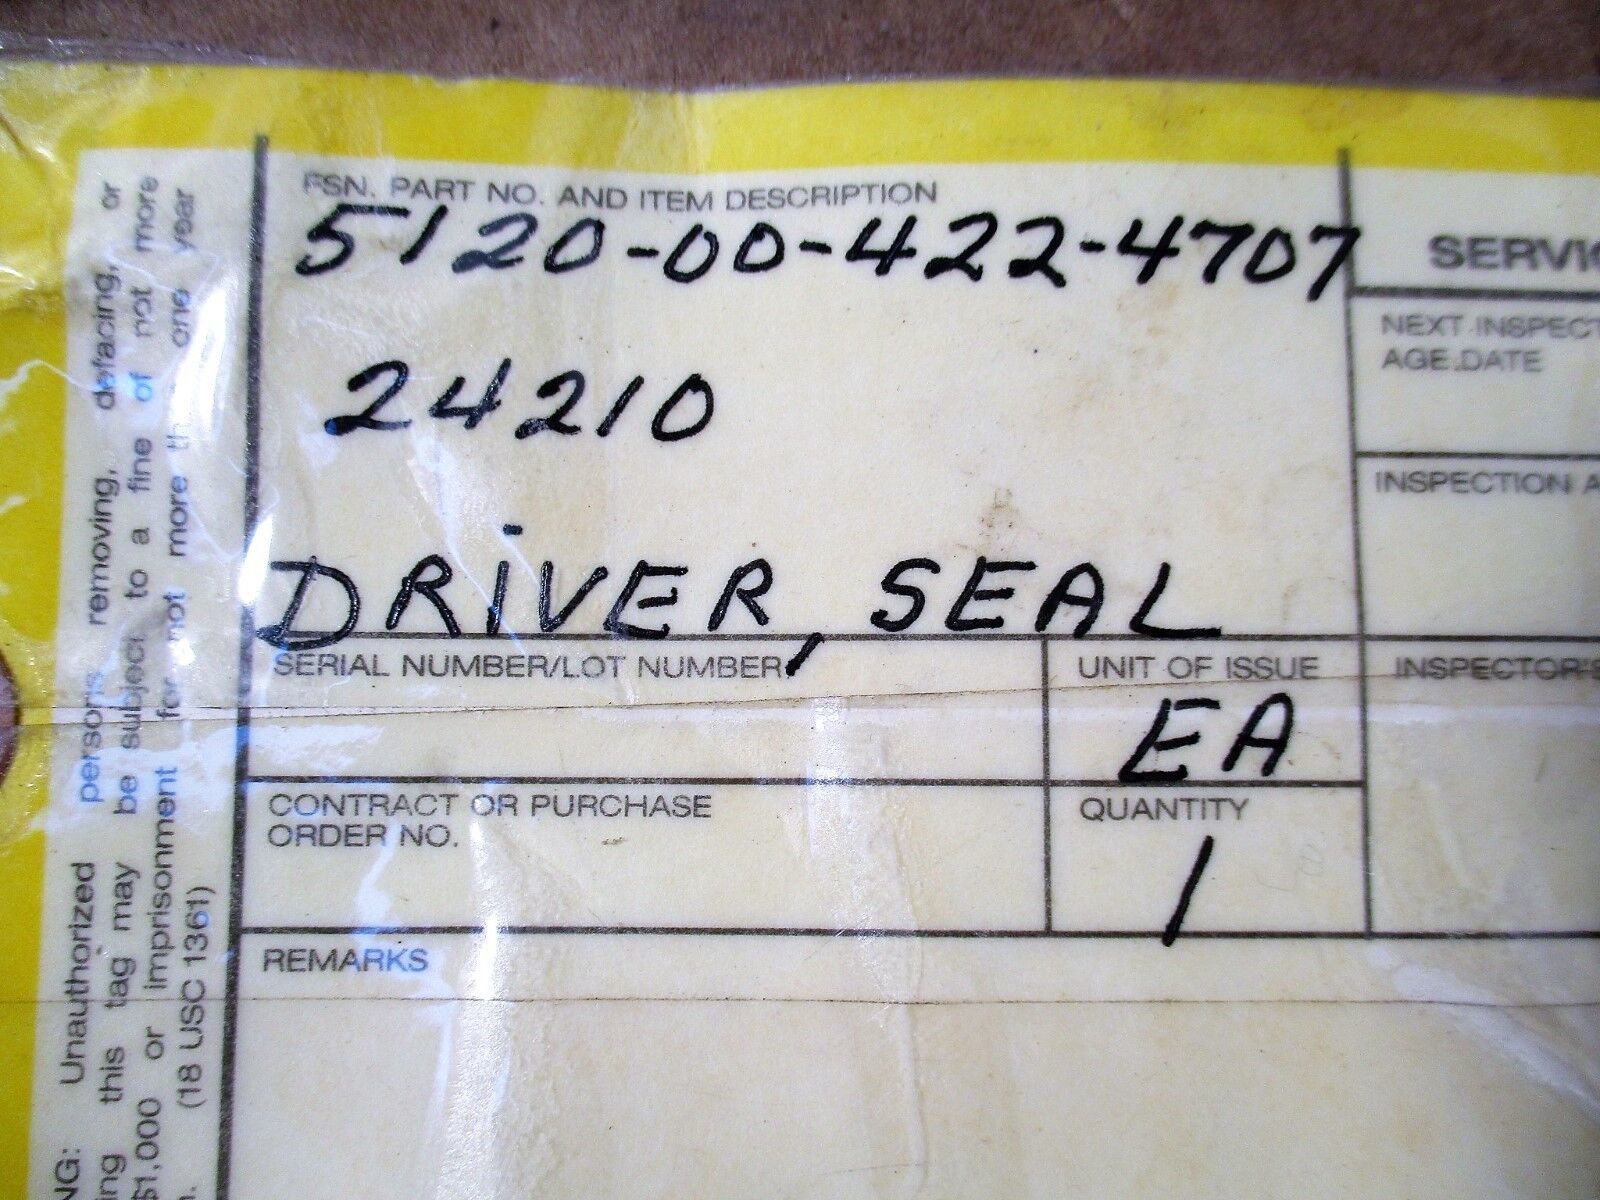 FSN. PART NO. AND ITEM DESCRIPTION
5120-00-422-4707
24210
DRIVER, SEAL
SERIAL NUMBER/LOT NUMBER
UNIT OF ISSUE
EA
CONTRACT OR PURCHASE
ORDER NO.
QUANTITY
1
REMARKS
NEXT INSPECT
AGE DATE
INSPECTION A
INSPECTOR'S
NG: Unauthorized persons removing, defacing, or
ing this tag may be subject to a fine of not more
$1,000 or imprisonment for not more one year
(18 USC 1361)